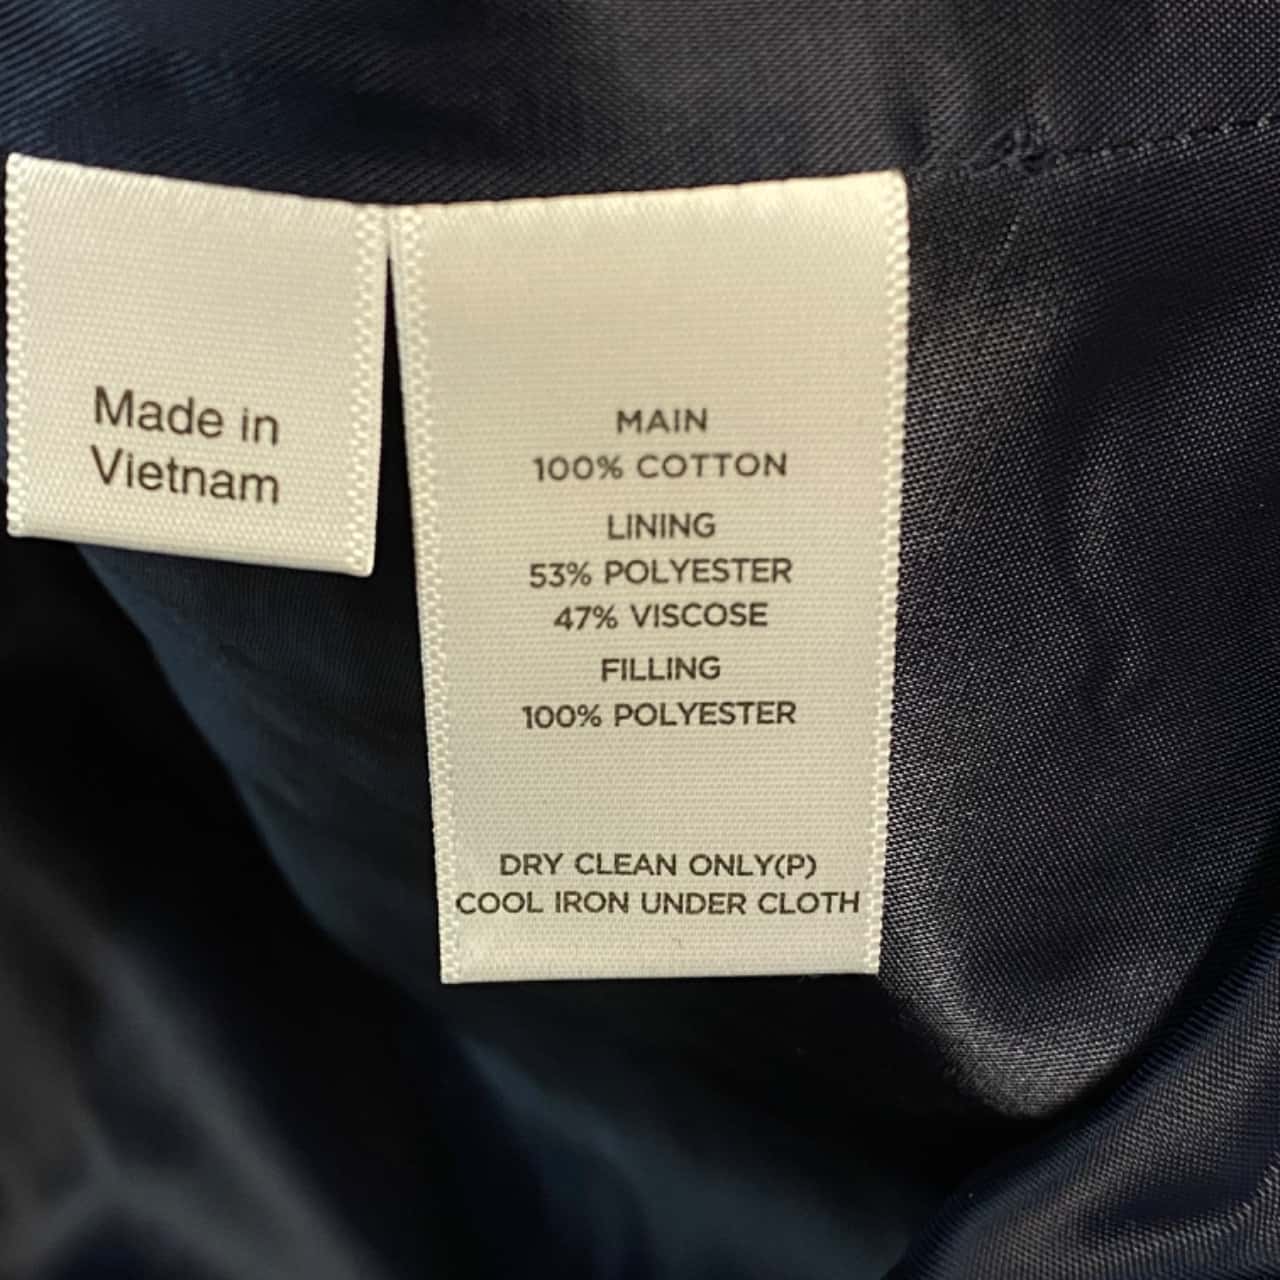 Made in
Vietnam
MAIN
100% COTTON
LINING
53% POLYESTER
47% VISCOSE
FILLING
100% POLYESTER
DRY CLEAN ONLY(P)
COOL IRON UNDER CLOTH